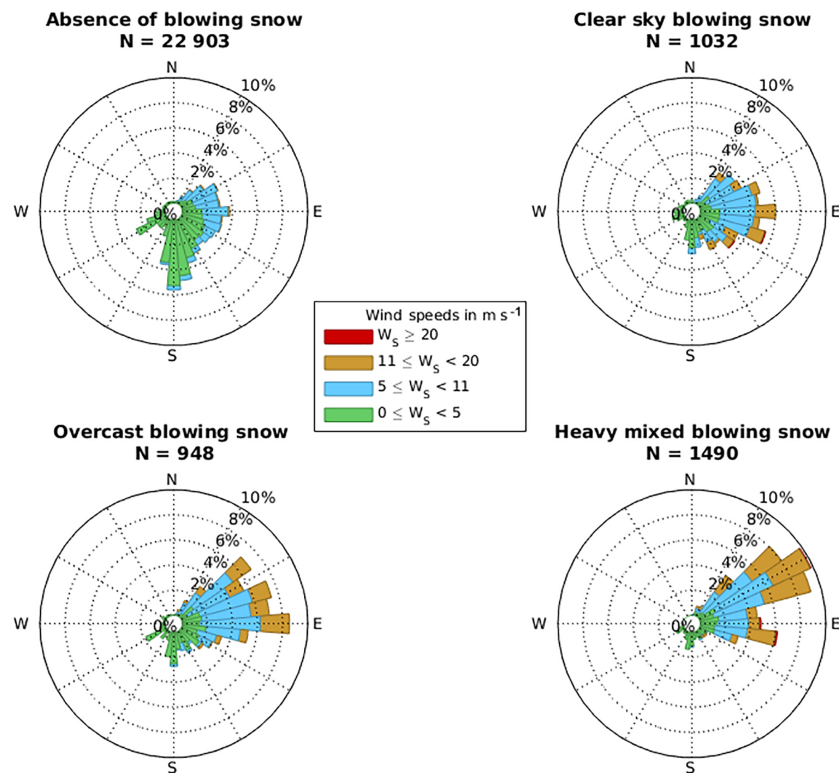 Absence of blowing snow
N = 22 903
N
10%
8%
6%
4%
2%
0%
W
E
S
Clear sky blowing snow
N = 1032
N
10%
8%
6%
4%
2%
0%
W
E
S
Wind speeds in m s⁻¹
W_S ≥ 20
11 ≤ W_S < 20
5 ≤ W_S < 11
0 ≤ W_S < 5
Overcast blowing snow
N = 948
N
10%
8%
6%
4%
2%
0%
W
E
S
Heavy mixed blowing snow
N = 1490
N
10%
8%
6%
4%
2%
0%
W
E
S